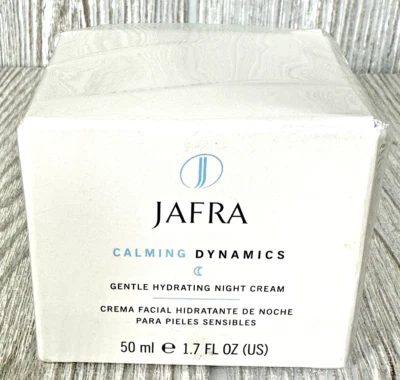 JAFRA
CALMING DYNAMICS
GENTLE HYDRATING NIGHT CREAM
CREMA FACIAL HIDRATANTE DE NOCHE
PARA PIELES SENSIBLES
50 ml ℮ 1.7 FL OZ (US)